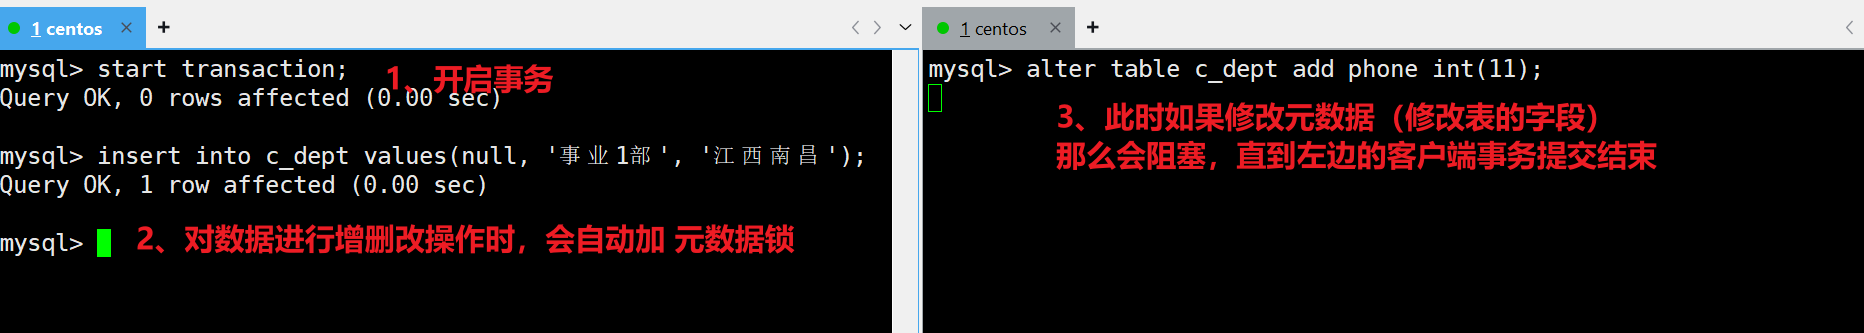 1 centos
1 centos
mysql> start transaction;
1、开启事务
Query OK, 0 rows affected (0.00 sec)
mysql> insert into c_dept values(null, '事业1部', '江西南昌');
Query OK, 1 row affected (0.00 sec)
mysql>
2、对数据进行增删改操作时，会自动加 元数据锁
mysql> alter table c_dept add phone int(11);
3、此时如果修改元数据（修改表的字段）
那么会阻塞，直到左边的客户端事务提交结束